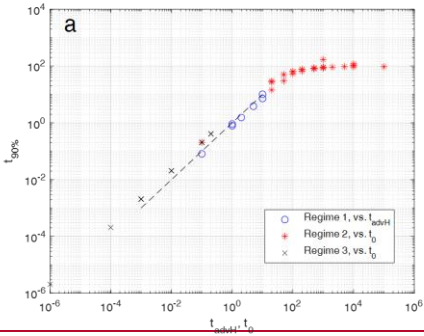 10^4
a
10^2
10^0
t_90%
10^-2
10^-4
10^-6
Regime 1, vs. t_advH
Regime 2, vs. t_0
Regime 3, vs. t_0
10^-6 10^-4 10^-2 10^0 10^2 10^4 10^6
t_advH, t_0